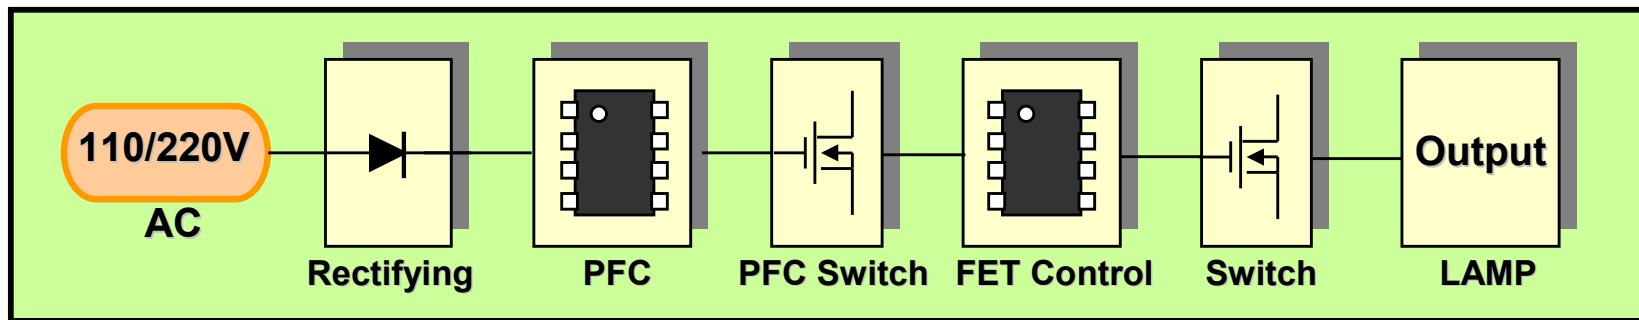 110/220V
AC
Rectifying
PFC
PFC Switch
FET Control
Switch
Output
LAMP